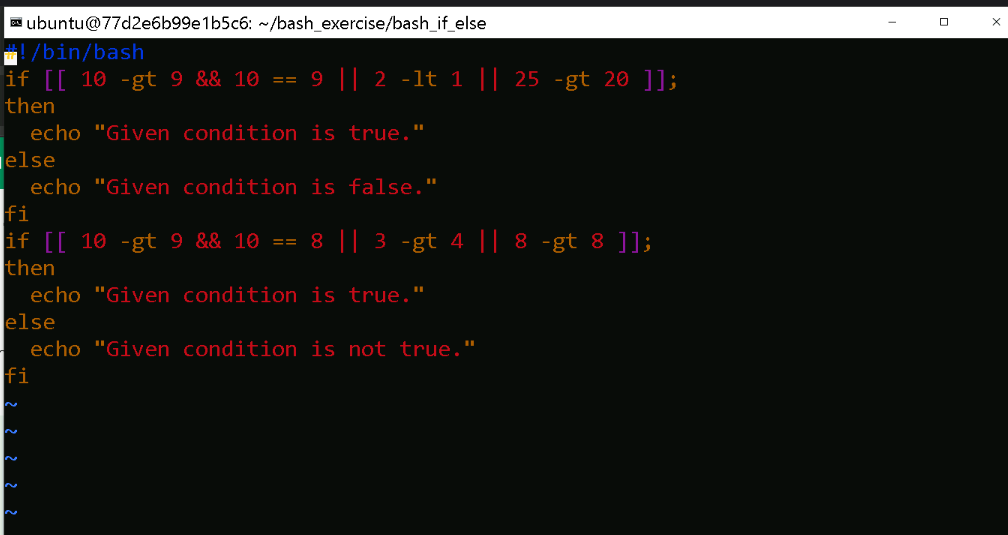 ubuntu@77d2e6b99e1b5c6: ~/bash_exercise/bash_if_else
#!/bin/bash
if [[ 10 -gt 9 && 10 == 9 || 2 -lt 1 || 25 -gt 20 ]];
then
  echo "Given condition is true."
else
  echo "Given condition is false."
fi
if [[ 10 -gt 9 && 10 == 8 || 3 -gt 4 || 8 -gt 8 ]];
then
  echo "Given condition is true."
else
  echo "Given condition is not true."
fi
~
~
~
~
~